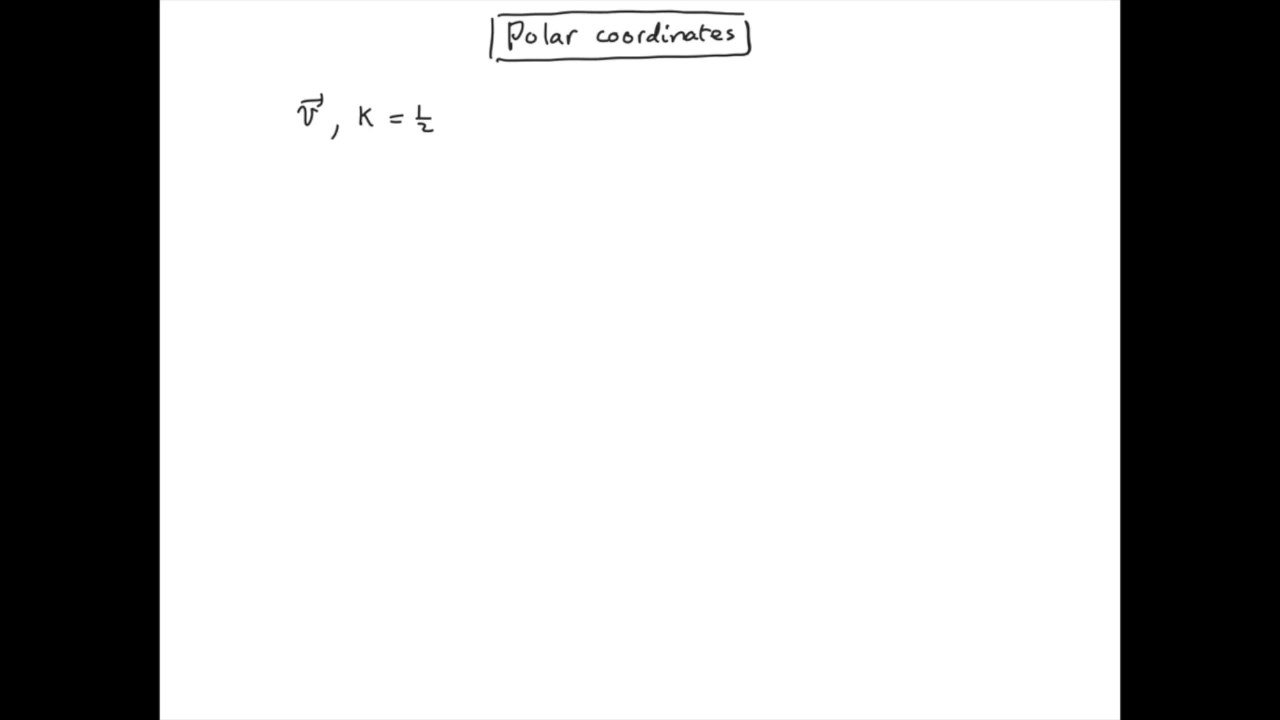 Polar coordinates
v⃗, K = 1/2